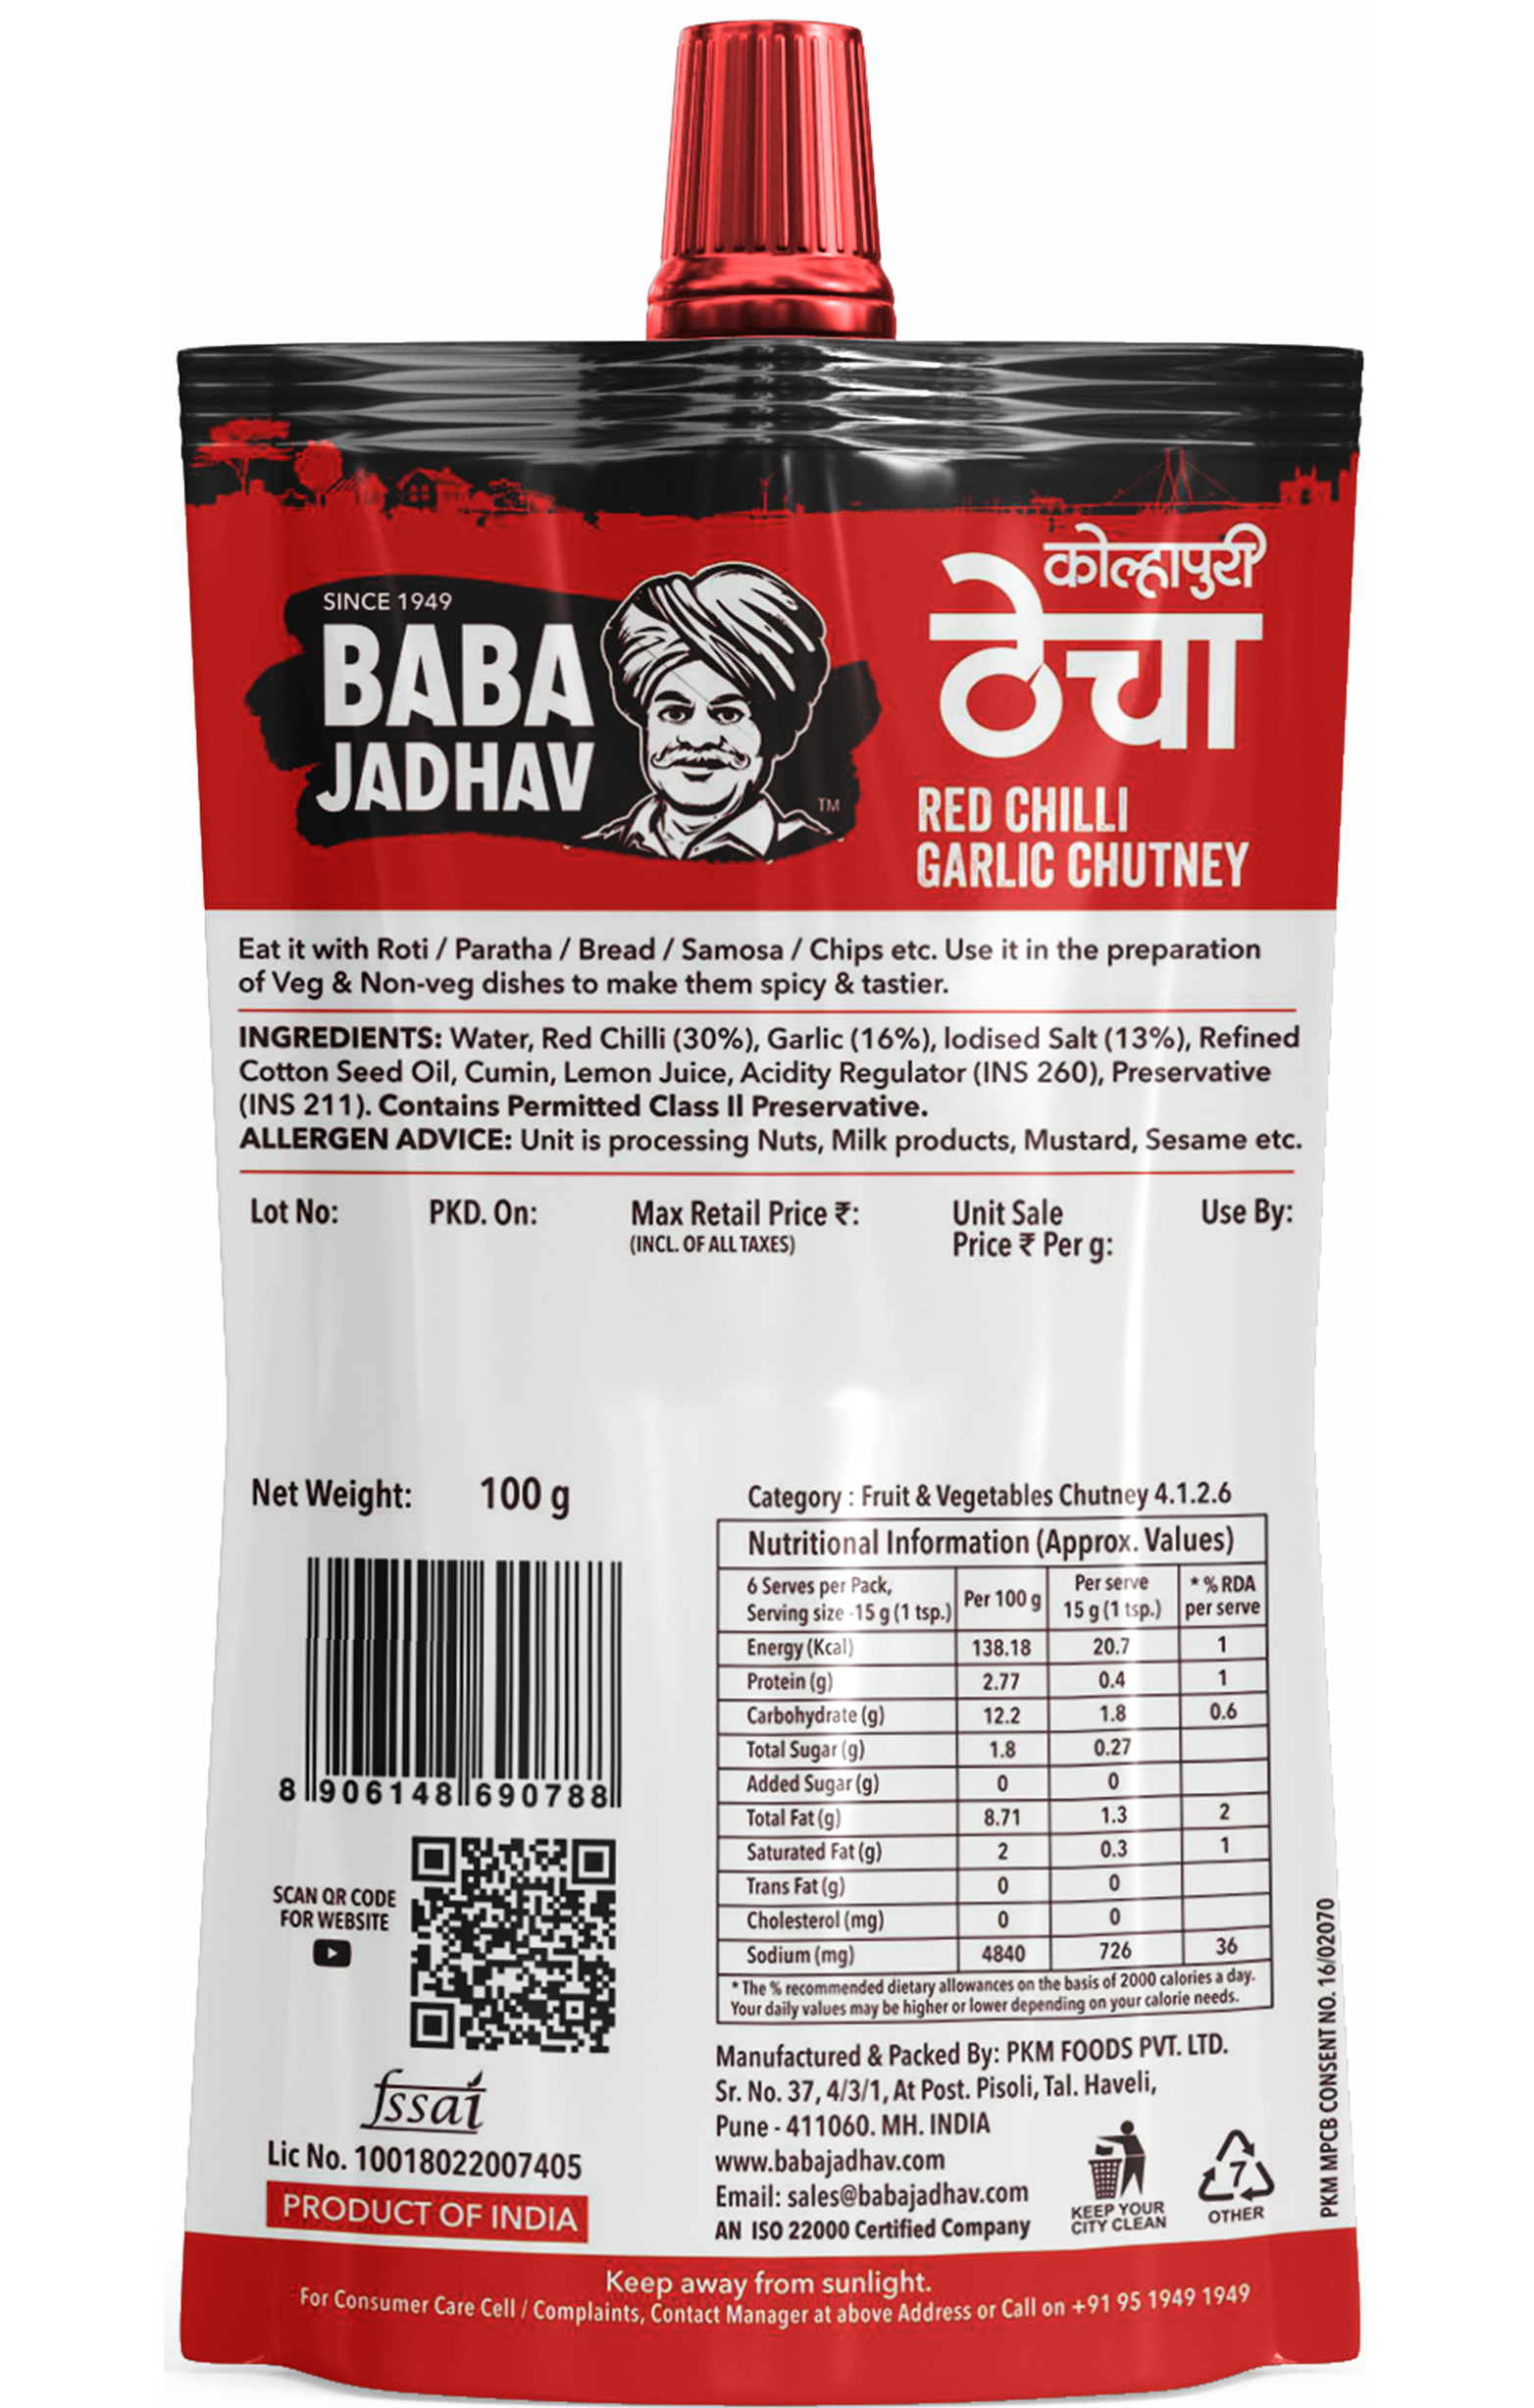 SINCE 1949
BABA
JADHAV
TM
कोल्हापुरी
ठेचा
RED CHILLI
GARLIC CHUTNEY
Eat it with Roti / Paratha / Bread / Samosa / Chips etc. Use it in the preparation
of Veg & Non-veg dishes to make them spicy & tastier.
INGREDIENTS: Water, Red Chilli (30%), Garlic (16%), Iodised Salt (13%), Refined
Cotton Seed Oil, Cumin, Lemon Juice, Acidity Regulator (INS 260), Preservative
(INS 211). Contains Permitted Class II Preservative.
ALLERGEN ADVICE: Unit is processing Nuts, Milk products, Mustard, Sesame etc.
Lot No: PKD. On: Max Retail Price ₹: Unit Sale Use By:
(INCL. OF ALL TAXES) Price ₹ Per g:
Net Weight: 100 g
8 906148 690788
SCAN QR CODE
FOR WEBSITE
fssai
Lic No. 10018022007405
PRODUCT OF INDIA
Category : Fruit & Vegetables Chutney 4.1.2.6
Nutritional Information (Approx. Values)
6 Serves per Pack, Per 100 g Per serve * % RDA
Serving size -15 g (1 tsp.) 15 g (1 tsp.) per serve
Energy (Kcal) 138.18 20.7 1
Protein (g) 2.77 0.4 1
Carbohydrate (g) 12.2 1.8 0.6
Total Sugar (g) 1.8 0.27
Added Sugar (g) 0 0
Total Fat (g) 8.71 1.3 2
Saturated Fat (g) 2 0.3 1
Trans Fat (g) 0 0
Cholesterol (mg) 0 0
Sodium (mg) 4840 726 36
* The % recommended dietary allowances on the basis of 2000 calories a day.
Your daily values may be higher or lower depending on your calorie needs.
Manufactured & Packed By: PKM FOODS PVT. LTD.
Sr. No. 37, 4/3/1, At Post. Pisoli, Tal. Haveli,
Pune - 411060. MH. INDIA
www.babajadhav.com
Email: sales@babajadhav.com
AN ISO 22000 Certified Company
KEEP YOUR
CITY CLEAN
7
OTHER
PKM MPCB CONSENT NO. 16/02070
Keep away from sunlight.
For Consumer Care Cell / Complaints, Contact Manager at above Address or Call on +91 95 1949 1949